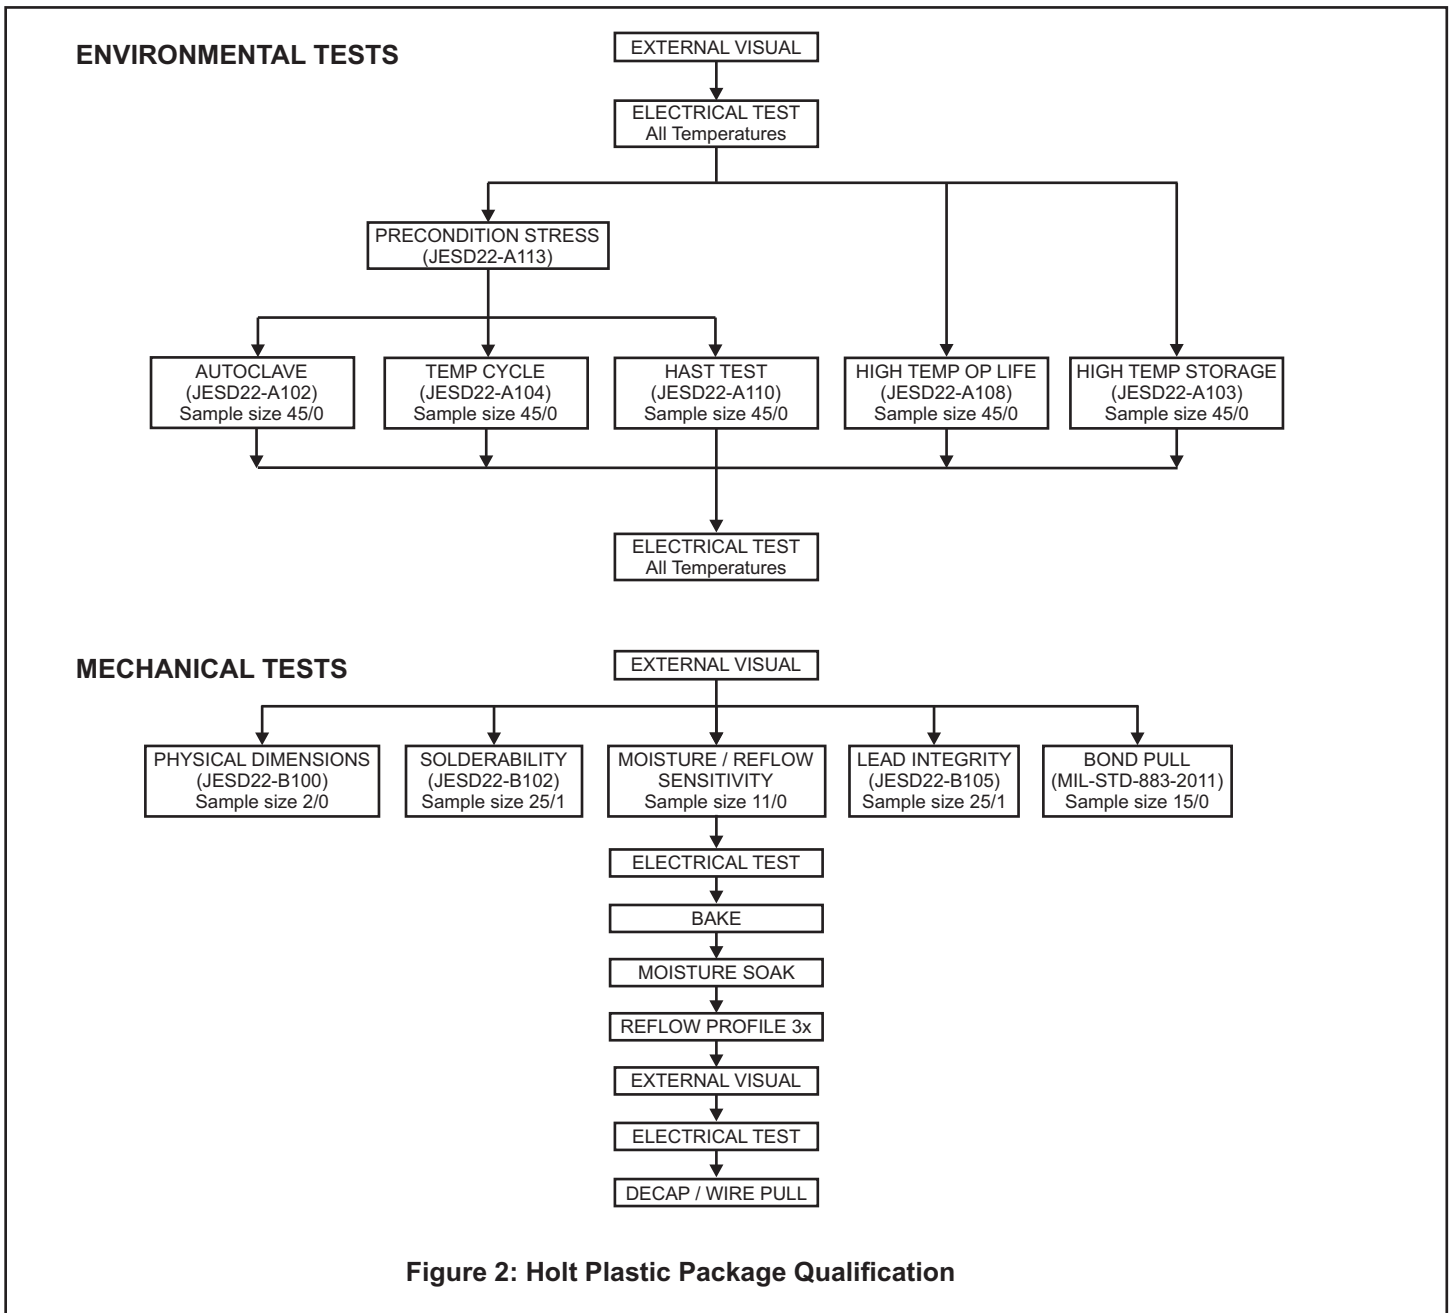 ENVIRONMENTAL TESTS
EXTERNAL VISUAL
ELECTRICAL TEST
All Temperatures
PRECONDITION STRESS
(JESD22-A113)
AUTOCLAVE
(JESD22-A102)
Sample size 45/0
TEMP CYCLE
(JESD22-A104)
Sample size 45/0
HAST TEST
(JESD22-A110)
Sample size 45/0
HIGH TEMP OP LIFE
(JESD22-A108)
Sample size 45/0
HIGH TEMP STORAGE
(JESD22-A103)
Sample size 45/0
ELECTRICAL TEST
All Temperatures
MECHANICAL TESTS
EXTERNAL VISUAL
PHYSICAL DIMENSIONS
(JESD22-B100)
Sample size 2/0
SOLDERABILITY
(JESD22-B102)
Sample size 25/1
MOISTURE / REFLOW
SENSITIVITY
Sample size 11/0
LEAD INTEGRITY
(JESD22-B105)
Sample size 25/1
BOND PULL
(MIL-STD-883-2011)
Sample size 15/0
ELECTRICAL TEST
BAKE
MOISTURE SOAK
REFLOW PROFILE 3x
EXTERNAL VISUAL
ELECTRICAL TEST
DECAP / WIRE PULL
Figure 2: Holt Plastic Package Qualification